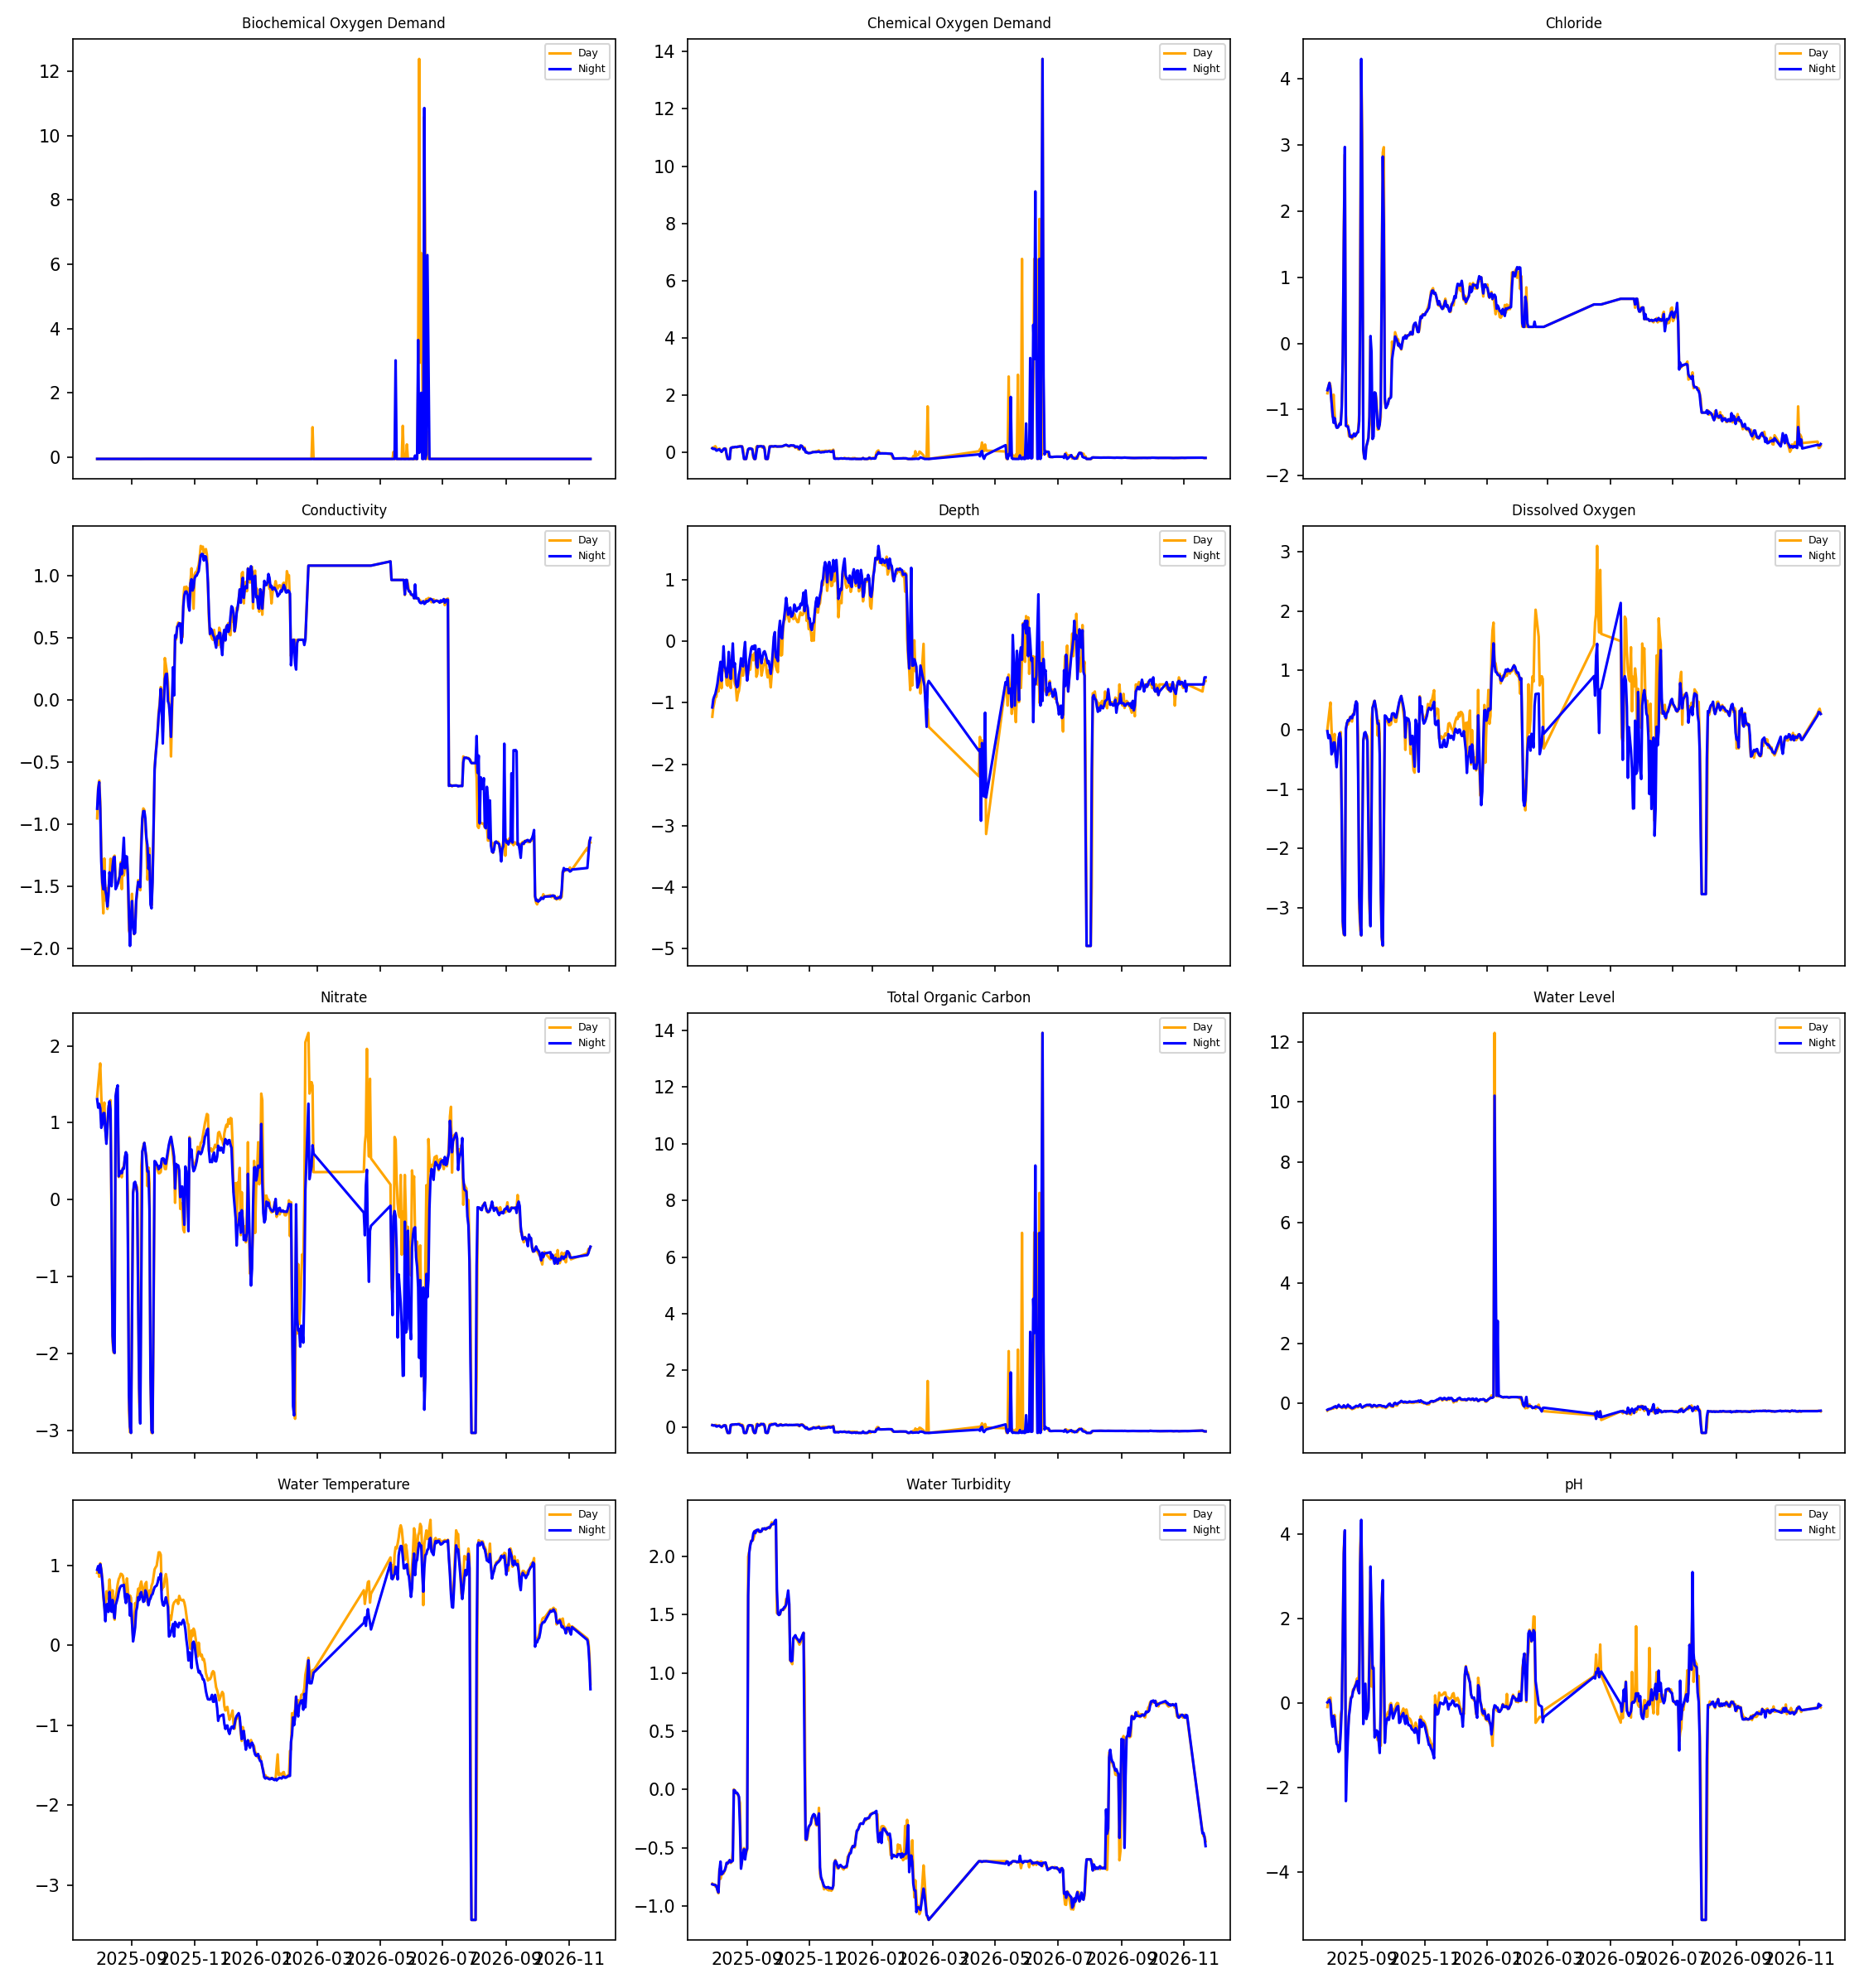 Biochemical Oxygen Demand
Chemical Oxygen Demand
Chloride
Day
Night
12
10
8
6
4
2
0
Day
Night
14
12
10
8
6
4
2
0
Day
Night
4
3
2
1
0
−1
−2
Conductivity
Depth
Dissolved Oxygen
Day
Night
1.0
0.5
0.0
−0.5
−1.0
−1.5
−2.0
Day
Night
1
0
−1
−2
−3
−4
−5
Day
Night
3
2
1
0
−1
−2
−3
Nitrate
Total Organic Carbon
Water Level
Day
Night
2
1
0
−1
−2
−3
Day
Night
14
12
10
8
6
4
2
0
Day
Night
12
10
8
6
4
2
0
Water Temperature
Water Turbidity
pH
Day
Night
1
0
−1
−2
−3
Day
Night
2.0
1.5
1.0
0.5
0.0
−0.5
−1.0
Day
Night
4
2
0
−2
−4
2025-09 2025-11 2026-01 2026-03 2026-05 2026-07 2026-09 2026-11
2025-09 2025-11 2026-01 2026-03 2026-05 2026-07 2026-09 2026-11
2025-09 2025-11 2026-01 2026-03 2026-05 2026-07 2026-09 2026-11